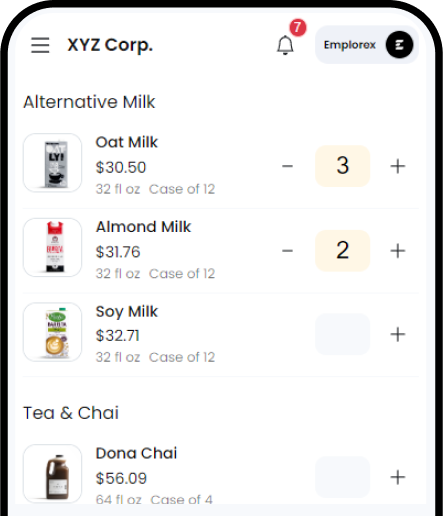 XYZ Corp.
7
Emplorex
Alternative Milk
Oat Milk
$30.50
32 fl oz Case of 12
3
Almond Milk
$31.76
32 fl oz Case of 12
2
Soy Milk
$32.71
32 fl oz Case of 12
Tea & Chai
Dona Chai
$56.09
64 fl oz Case of 4